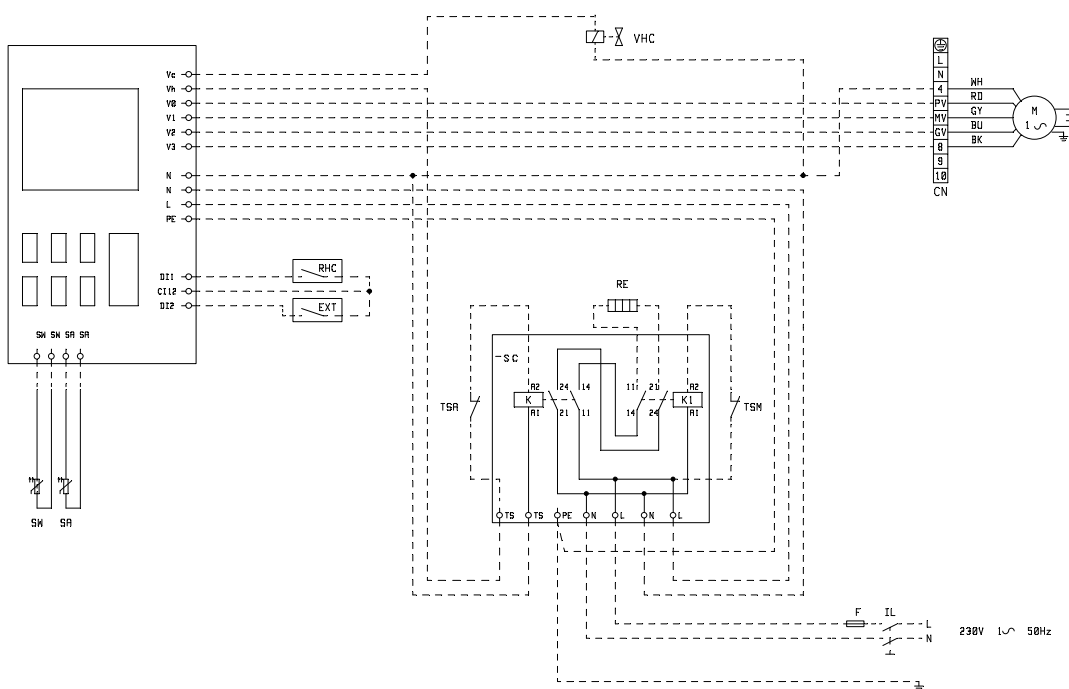 VHC
L
N
4
PV
MV
GV
8
9
10
CN
WH
RD
GY
BU
BK
M
1
Vc
Vh
V0
V1
V2
V3
N
N
L
PE
DI1
CI12
DI2
RHC
EXT
SW SW SA SA
SW SA
RE
-SC
TSA
TSM
K
A2
A1
24 14
21 11
11 21
14 24
K1
A2
A1
TS TS PE N L N L
F IL
L
N
230V 1 50Hz